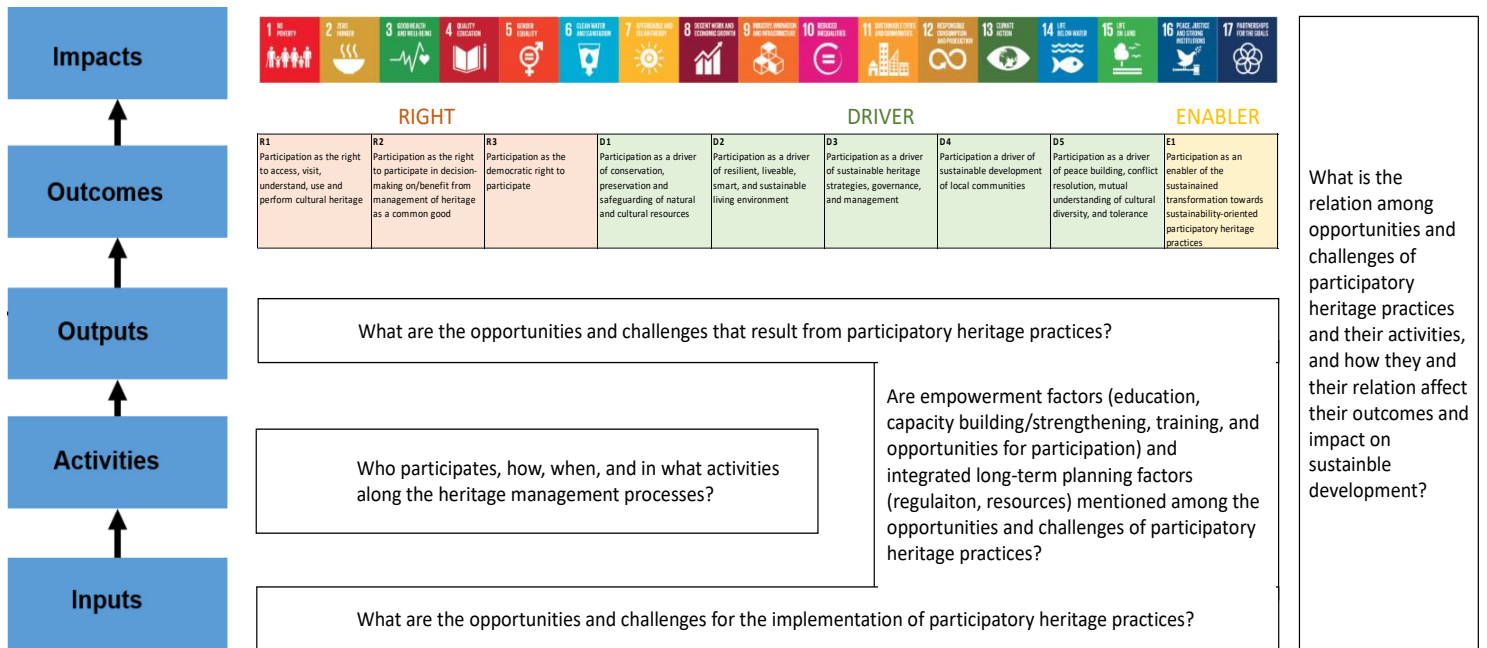 Impacts
Outcomes
Outputs
Activities
Inputs
1 NO
POVERTY
2 ZERO
HUNGER
3 GOOD HEALTH
AND WELL-BEING
4 QUALITY
EDUCATION
5 GENDER
EQUALITY
6 CLEAN WATER
AND SANITATION
7 AFFORDABLE AND
CLEAN ENERGY
8 DECENT WORK AND
ECONOMIC GROWTH
9 INDUSTRY, INNOVATION
AND INFRASTRUCTURE
10 REDUCED
INEQUALITIES
11 SUSTAINABLE CITIES
AND COMMUNITIES
12 RESPONSIBLE
CONSUMPTION
AND PRODUCTION
13 CLIMATE
ACTION
14 LIFE
BELOW WATER
15 LIFE
ON LAND
16 PEACE, JUSTICE
AND STRONG
INSTITUTIONS
17 PARTNERSHIPS
FOR THE GOALS
RIGHT
DRIVER
ENABLER
R1
Participation as the right
to access, visit,
understand, use and
perform cultural heritage
R2
Participation as the right
to participate in decision-
making on/benefit from
management of heritage
as a common good
R3
Participation as the
democratic right to
participate
D1
Participation as a driver
of conservation,
preservation and
safeguarding of natural
and cultural resources
D2
Participation as a driver
of resilient, liveable,
smart, and sustainable
living environment
D3
Participation as a driver
of sustainable heritage
strategies, governance,
and management
D4
Participation a driver of
sustainable development
of local communities
D5
Participation as a driver
of peace building, conflict
resolution, mutual
understanding of cultural
diversity, and tolerance
E1
Participation as an
enabler of the
sustainained
transformation towards
sustainability-oriented
participatory heritage
practices
What are the opportunities and challenges that result from participatory heritage practices?
Who participates, how, when, and in what activities
along the heritage management processes?
Are empowerment factors (education,
capacity building/strengthening, training, and
opportunities for participation) and
integrated long-term planning factors
(regulaiton, resources) mentioned among the
opportunities and challenges of participatory
heritage practices?
What are the opportunities and challenges for the implementation of participatory heritage practices?
What is the
relation among
opportunities and
challenges of
participatory
heritage practices
and their activities,
and how they and
their relation affect
their outcomes and
impact on
sustainble
development?